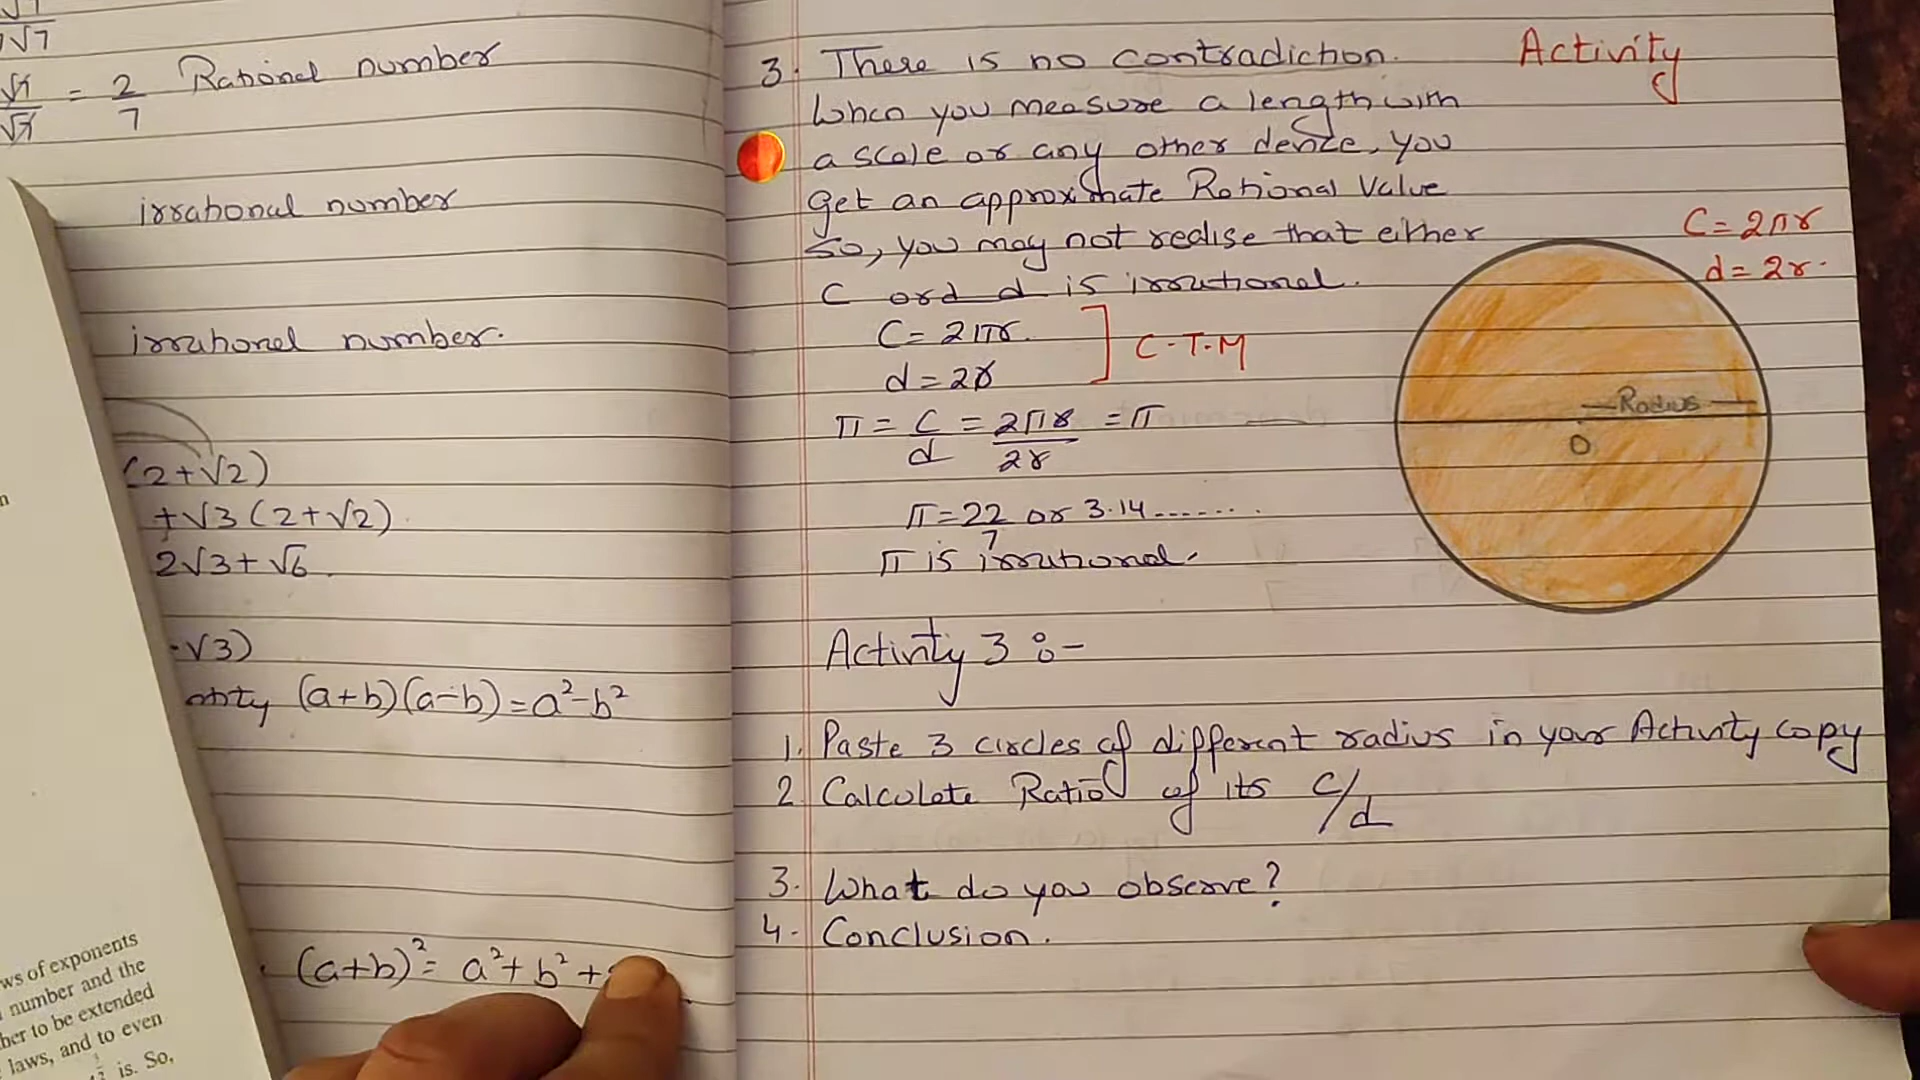 √7
= 2/7 Rational number
irrational number
irrational number.
(2+√2)
+√3(2+√2)
2√3+√6
√3)
(a+b)(a-b)=a²-b²
(a+b)²= a²+b²+
ws of exponents
number and the
ber to be extended
laws, and to even
is. So,
3. There is no contradiction.
When you measure a length with
a scale or any other device, you
get an approximate Rational Value
So, you may not realise that either
C ord d is irrational.
C= 2πr.
d=2r
] C-T-M
π = C/d = 2πr/2r = π
π=22/7 or 3.14.......
π is irrational.
Activity
C=2πr
d=2r.
Radius
O
Activity 3 :-
1. Paste 3 circles of different radius in your Activity copy
2. Calculate Ratio of its C/d
3. What do you observe?
4. Conclusion.